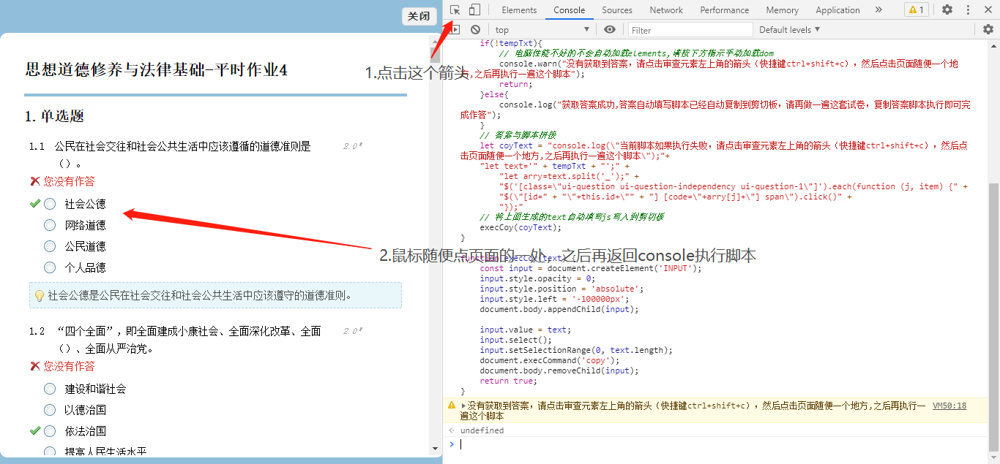 关闭
思想道德修养与法律基础-平时作业4
1. 单选题
1.1 公民在社会交往和社会公共生活中应该遵循的道德准则是
（）。
2.0
您没有作答
社会公德
网络道德
公民道德
个人品德
社会公德是公民在社会交往和社会公共生活中应该遵守的道德准则。
1.2 “四个全面”，即全面建成小康社会、全面深化改革、全面
（）、全面从严治党。
2.0
您没有作答
建设和谐社会
以德治国
依法治国
提高人民生活水平
1.点击这个箭头
2.鼠标随便点页面的一处，之后再返回console执行脚本
Elements Console Sources Network Performance Memory Application » 1
top Filter Default levels
if(!tempTxt){
// 电脑性能不好的不会自动加载elements,请按下方指示手动加载dom
console.warn("没有获取到答案，请点击审查元素左上角的箭头（快捷键ctrl+shift+c），然后点击页面随便一个地
方,之后再执行一遍这个脚本");
return;
}else{
console.log("获取答案成功,答案自动填写脚本已经自动复制到剪切板，请再做一遍这套试卷，复制答案脚本执行即可完
成作答");
}
// 答案与脚本拼接
let coyText = "console.log(\"当前脚本如果执行失败，请点击审查元素左上角的箭头（快捷键ctrl+shift+c），然后点
击页面随便一个地方,之后再执行一遍这个脚本\");"+
"let text='" + tempTxt + "';" +
"let arry=text.split('_');" +
"$('[class=\"ui-question ui-question-independency ui-question-1\"]').each(function (j, item) {" +
"$(\"[id=" + "\"+this.id+\"" + "] [code=\"+arry[j]+\"] span\").click()" +
"});"
// 将上面生成的text自动填写js写入到剪切板
execCoy(coyText);
}
function execCoy(text) {
const input = document.createElement('INPUT');
input.style.opacity = 0;
input.style.position = 'absolute';
input.style.left = '-100000px';
document.body.appendChild(input);
input.value = text;
input.select();
input.setSelectionRange(0, text.length);
document.execCommand('copy');
document.body.removeChild(input);
return true;
}
没有获取到答案，请点击审查元素左上角的箭头（快捷键ctrl+shift+c），然后点击页面随便一个地方,之后再执行一 VM50:18
遍这个脚本
undefined